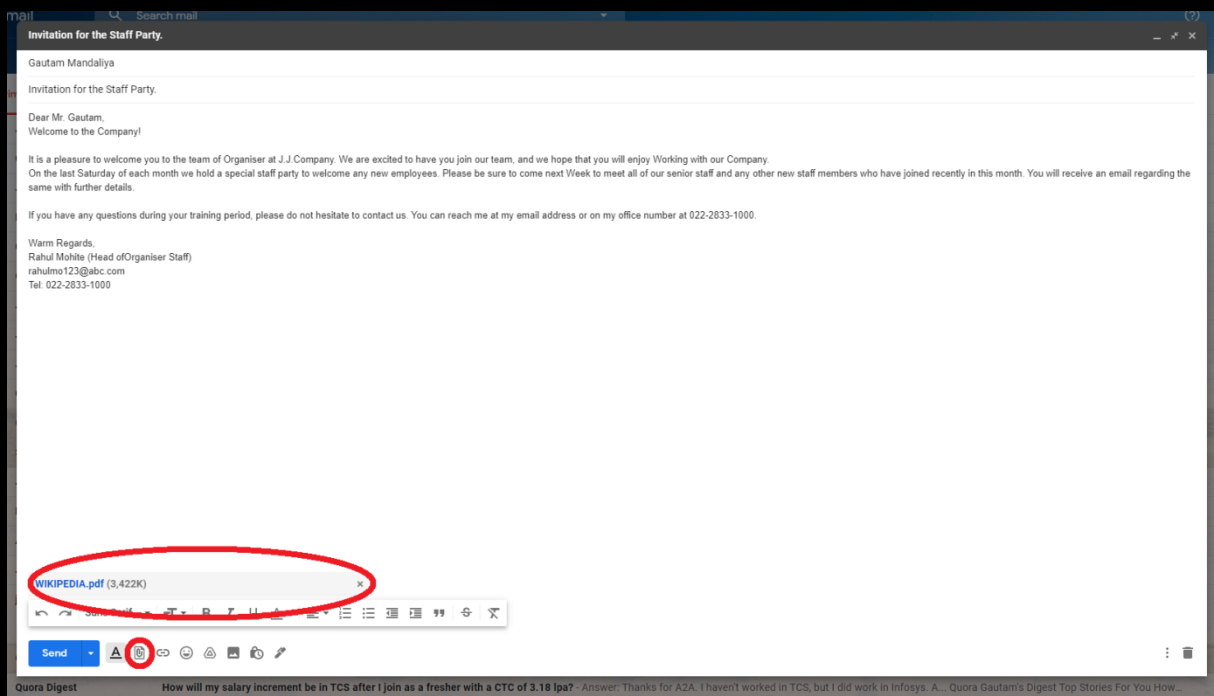 mail Search mail
Invitation for the Staff Party.
Gautam Mandaliya
Invitation for the Staff Party.
Dear Mr. Gautam,
Welcome to the Company!
It is a pleasure to welcome you to the team of Organiser at J.J.Company. We are excited to have you join our team, and we hope that you will enjoy Working with our Company.
On the last Saturday of each month we hold a special staff party to welcome any new employees. Please be sure to come next Week to meet all of our senior staff and any other new staff members who have joined recently in this month. You will receive an email regarding the
same with further details.
If you have any questions during your training period, please do not hesitate to contact us. You can reach me at my email address or on my office number at 022-2833-1000.
Warm Regards,
Rahul Mohite (Head ofOrganiser Staff)
rahulmo123@abc.com
Tel: 022-2833-1000
WIKIPEDIA.pdf (3,422K)
Sans Serif
Send
Quora Digest How will my salary increment be in TCS after I join as a fresher with a CTC of 3.18 lpa? - Answer: Thanks for A2A. I haven't worked in TCS, but I did work in Infosys. A... Quora Gautam's Digest Top Stories For You How...